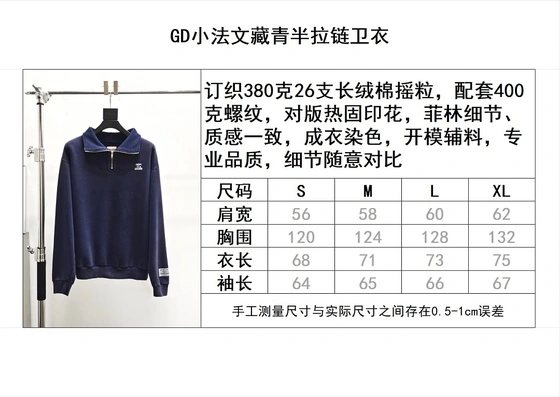 GD小法文藏青半拉链卫衣
订织380克26支长绒棉摇粒，配套400
克螺纹，对版热固印花，菲林细节、
质感一致，成衣染色，开模辅料，专
业品质，细节随意对比
尺码 S M L XL
肩宽 56 58 60 62
胸围 120 124 128 132
衣长 68 71 73 75
袖长 64 65 66 67
手工测量尺寸与实际尺寸之间存在0.5-1cm误差